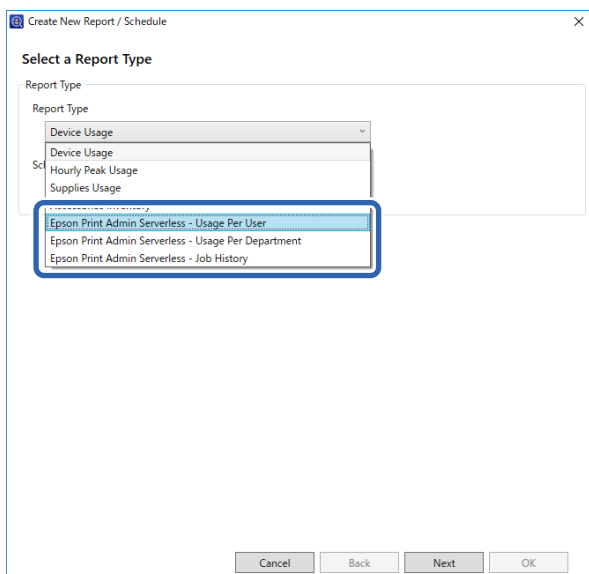 Create New Report / Schedule
Select a Report Type
Report Type
Report Type
Device Usage
Device Usage
Hourly Peak Usage
Supplies Usage
Epson Print Admin Serverless - Usage Per User
Epson Print Admin Serverless - Usage Per Department
Epson Print Admin Serverless - Job History
Cancel
Back
Next
OK